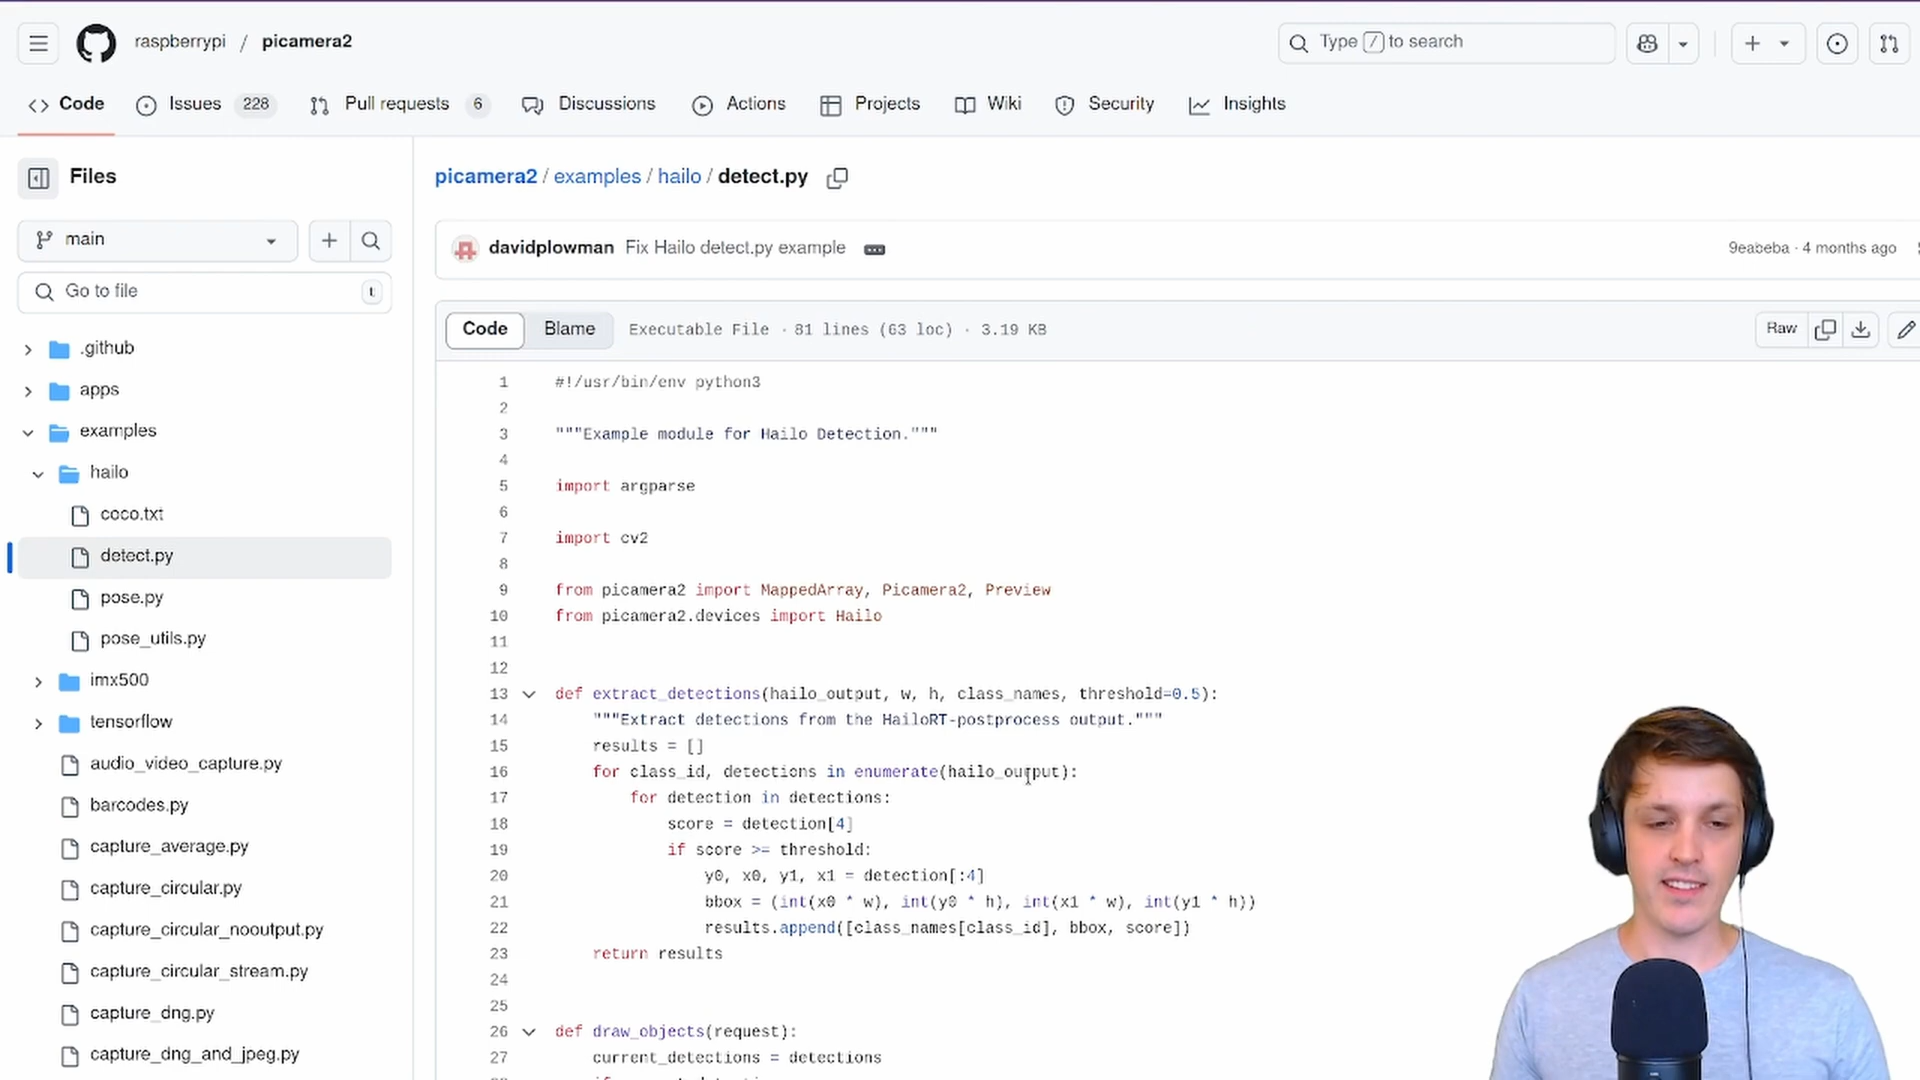 raspberrypi / picamera2
Type / to search
Code
Issues 228
Pull requests 6
Discussions
Actions
Projects
Wiki
Security
Insights
Files
main
Go to file
t
.github
apps
examples
hailo
coco.txt
detect.py
pose.py
pose_utils.py
imx500
tensorflow
audio_video_capture.py
barcodes.py
capture_average.py
capture_circular.py
capture_circular_nooutput.py
capture_circular_stream.py
capture_dng.py
capture_dng_and_jpeg.py
picamera2 / examples / hailo / detect.py
davidplowman Fix Hailo detect.py example
9eabeba · 4 months ago
Code
Blame
Executable File · 81 lines (63 loc) · 3.19 KB
Raw
1 #!/usr/bin/env python3
2
3 """Example module for Hailo Detection."""
4
5 import argparse
6
7 import cv2
8
9 from picamera2 import MappedArray, Picamera2, Preview
10 from picamera2.devices import Hailo
11
12
13 def extract_detections(hailo_output, w, h, class_names, threshold=0.5):
14 """Extract detections from the HailoRT-postprocess output."""
15 results = []
16 for class_id, detections in enumerate(hailo_output):
17 for detection in detections:
18 score = detection[4]
19 if score >= threshold:
20 y0, x0, y1, x1 = detection[:4]
21 bbox = (int(x0 * w), int(y0 * h), int(x1 * w), int(y1 * h))
22 results.append([class_names[class_id], bbox, score])
23 return results
24
25
26 def draw_objects(request):
27 current_detections = detections